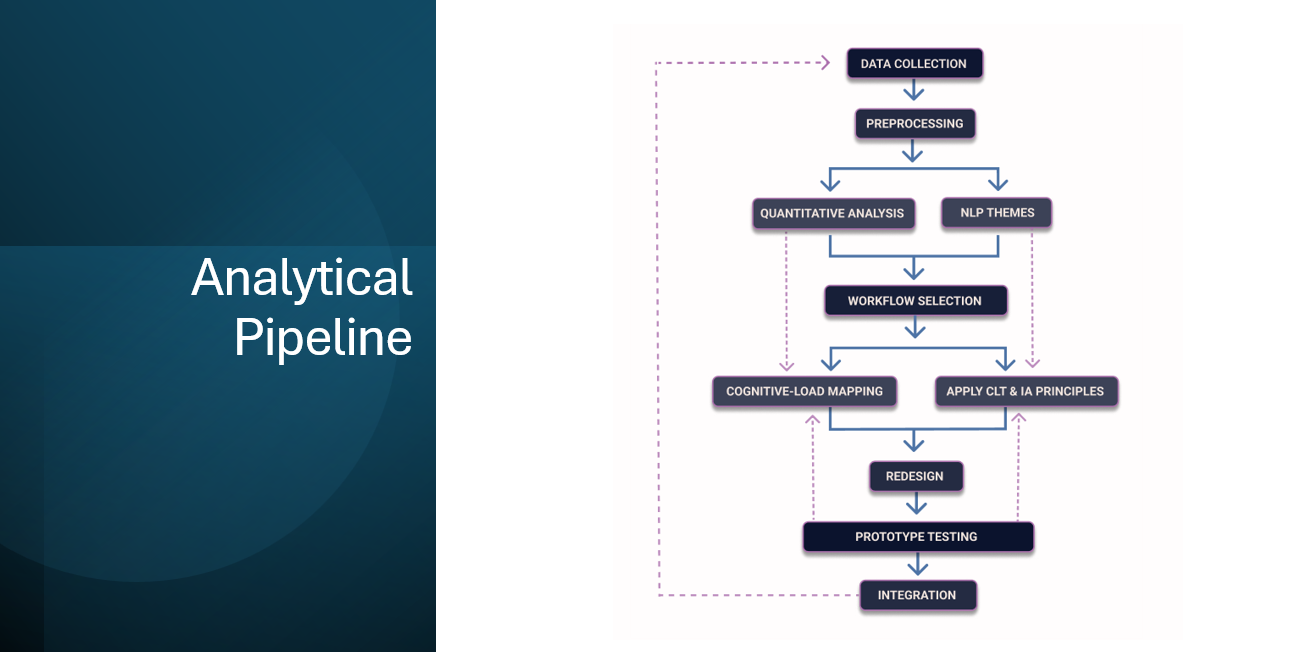 Analytical
Pipeline
DATA COLLECTION
PREPROCESSING
QUANTITATIVE ANALYSIS
NLP THEMES
WORKFLOW SELECTION
COGNITIVE-LOAD MAPPING
APPLY CLT & IA PRINCIPLES
REDESIGN
PROTOTYPE TESTING
INTEGRATION